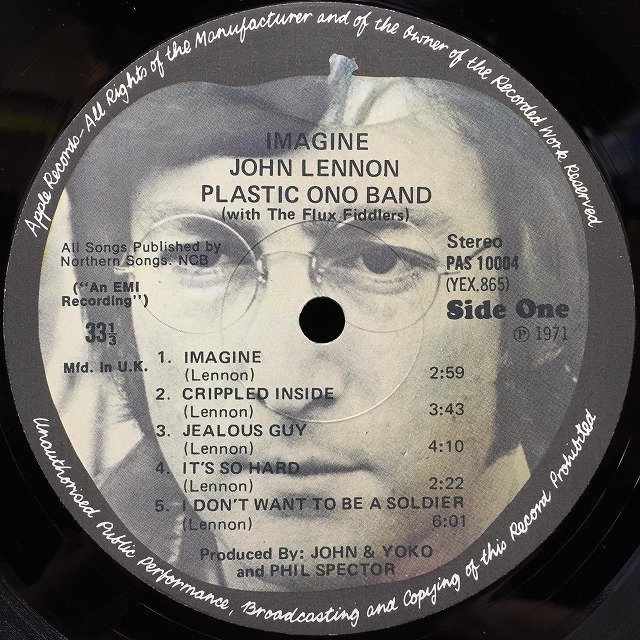 Apple Records-All Rights of the Manufacturer and of the Owner of the Recorded Work Reserved
IMAGINE
JOHN LENNON
PLASTIC ONO BAND
(with The Flux Fiddlers)
All Songs Published by
Northern Songs. NCB
("An EMI
Recording")
33⅓
Mfd. In U.K.
Stereo
PAS 10004
(YEX.865)
Side One
℗ 1971
1. IMAGINE
(Lennon) 2:59
2. CRIPPLED INSIDE
(Lennon) 3:43
3. JEALOUS GUY
(Lennon) 4:10
4. IT'S SO HARD
(Lennon) 2:22
5. I DON'T WANT TO BE A SOLDIER
(Lennon) 6:01
Produced By: JOHN & YOKO
and PHIL SPECTOR
Unauthorised Public Performance, Broadcasting and Copying of this Record Prohibited